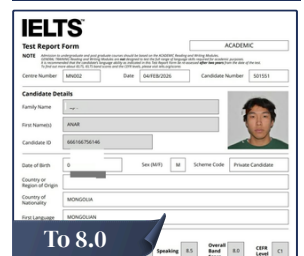 IELTS™
Test Report Form
ACADEMIC
NOTE
Centre Number MN002 Date 04/FEB/2026 Candidate Number 501351
Candidate Details
Family Name
First Name(s) ANAR
Candidate ID
Date of Birth 0 Sex (M/F) M Scheme Code Private Candidate
Country or
Region of Origin
Country of
Nationality MONGOLIA
First Language MONGOLIAN
To 8.0
Speaking 8.5 Overall Band Score 8.0 CEFR Level C1